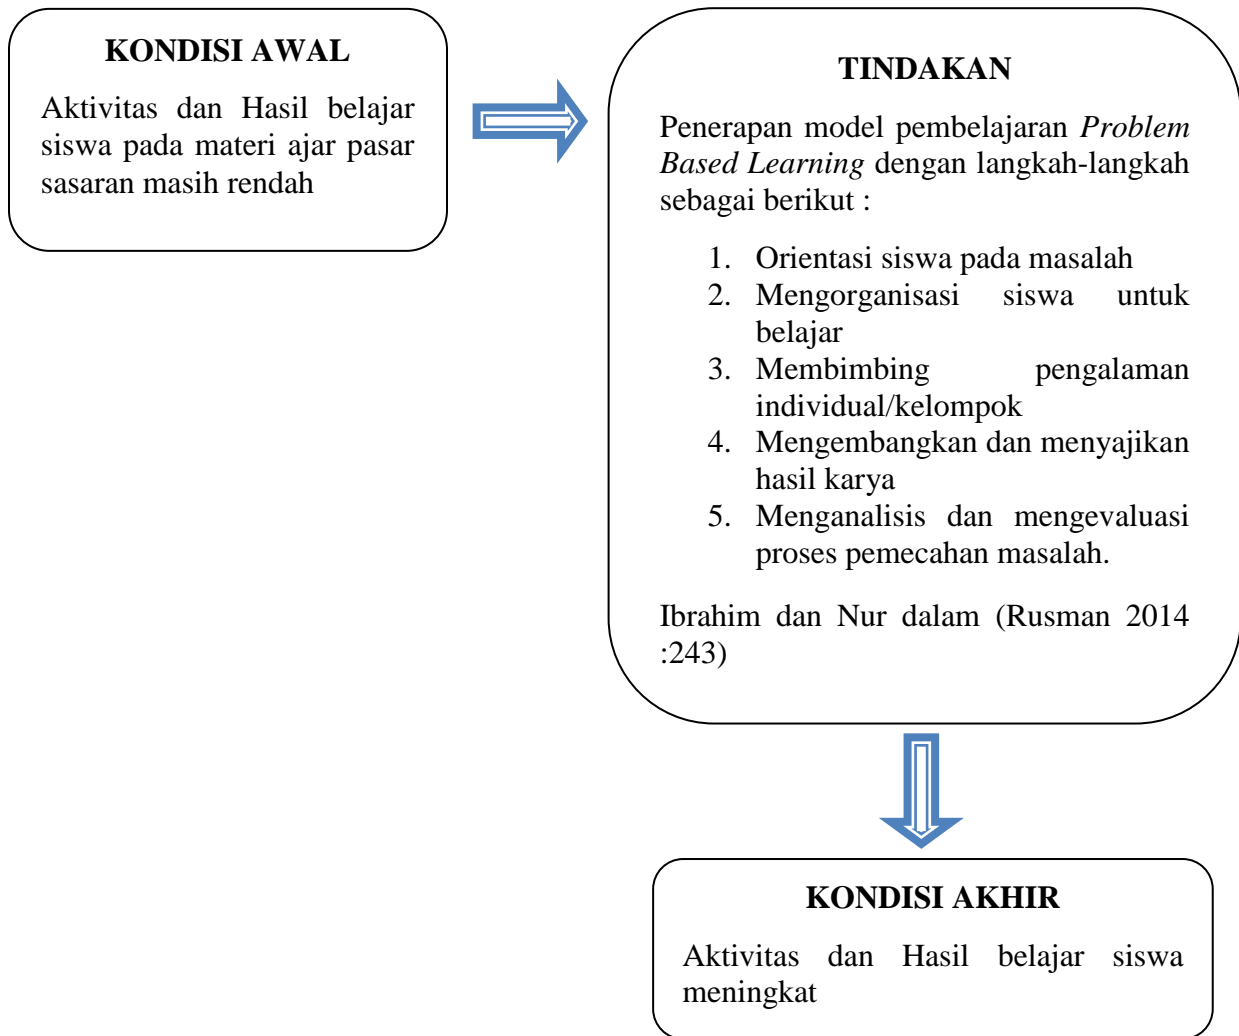 KONDISI AWAL
Aktivitas dan Hasil belajar
siswa pada materi ajar pasar
sasaran masih rendah
TINDAKAN
Penerapan model pembelajaran Problem
Based Learning dengan langkah-langkah
sebagai berikut :
1. Orientasi siswa pada masalah
2. Mengorganisasi siswa untuk
belajar
3. Membimbing pengalaman
individual/kelompok
4. Mengembangkan dan menyajikan
hasil karya
5. Menganalisis dan mengevaluasi
proses pemecahan masalah.
Ibrahim dan Nur dalam (Rusman 2014
:243)
KONDISI AKHIR
Aktivitas dan Hasil belajar siswa
meningkat